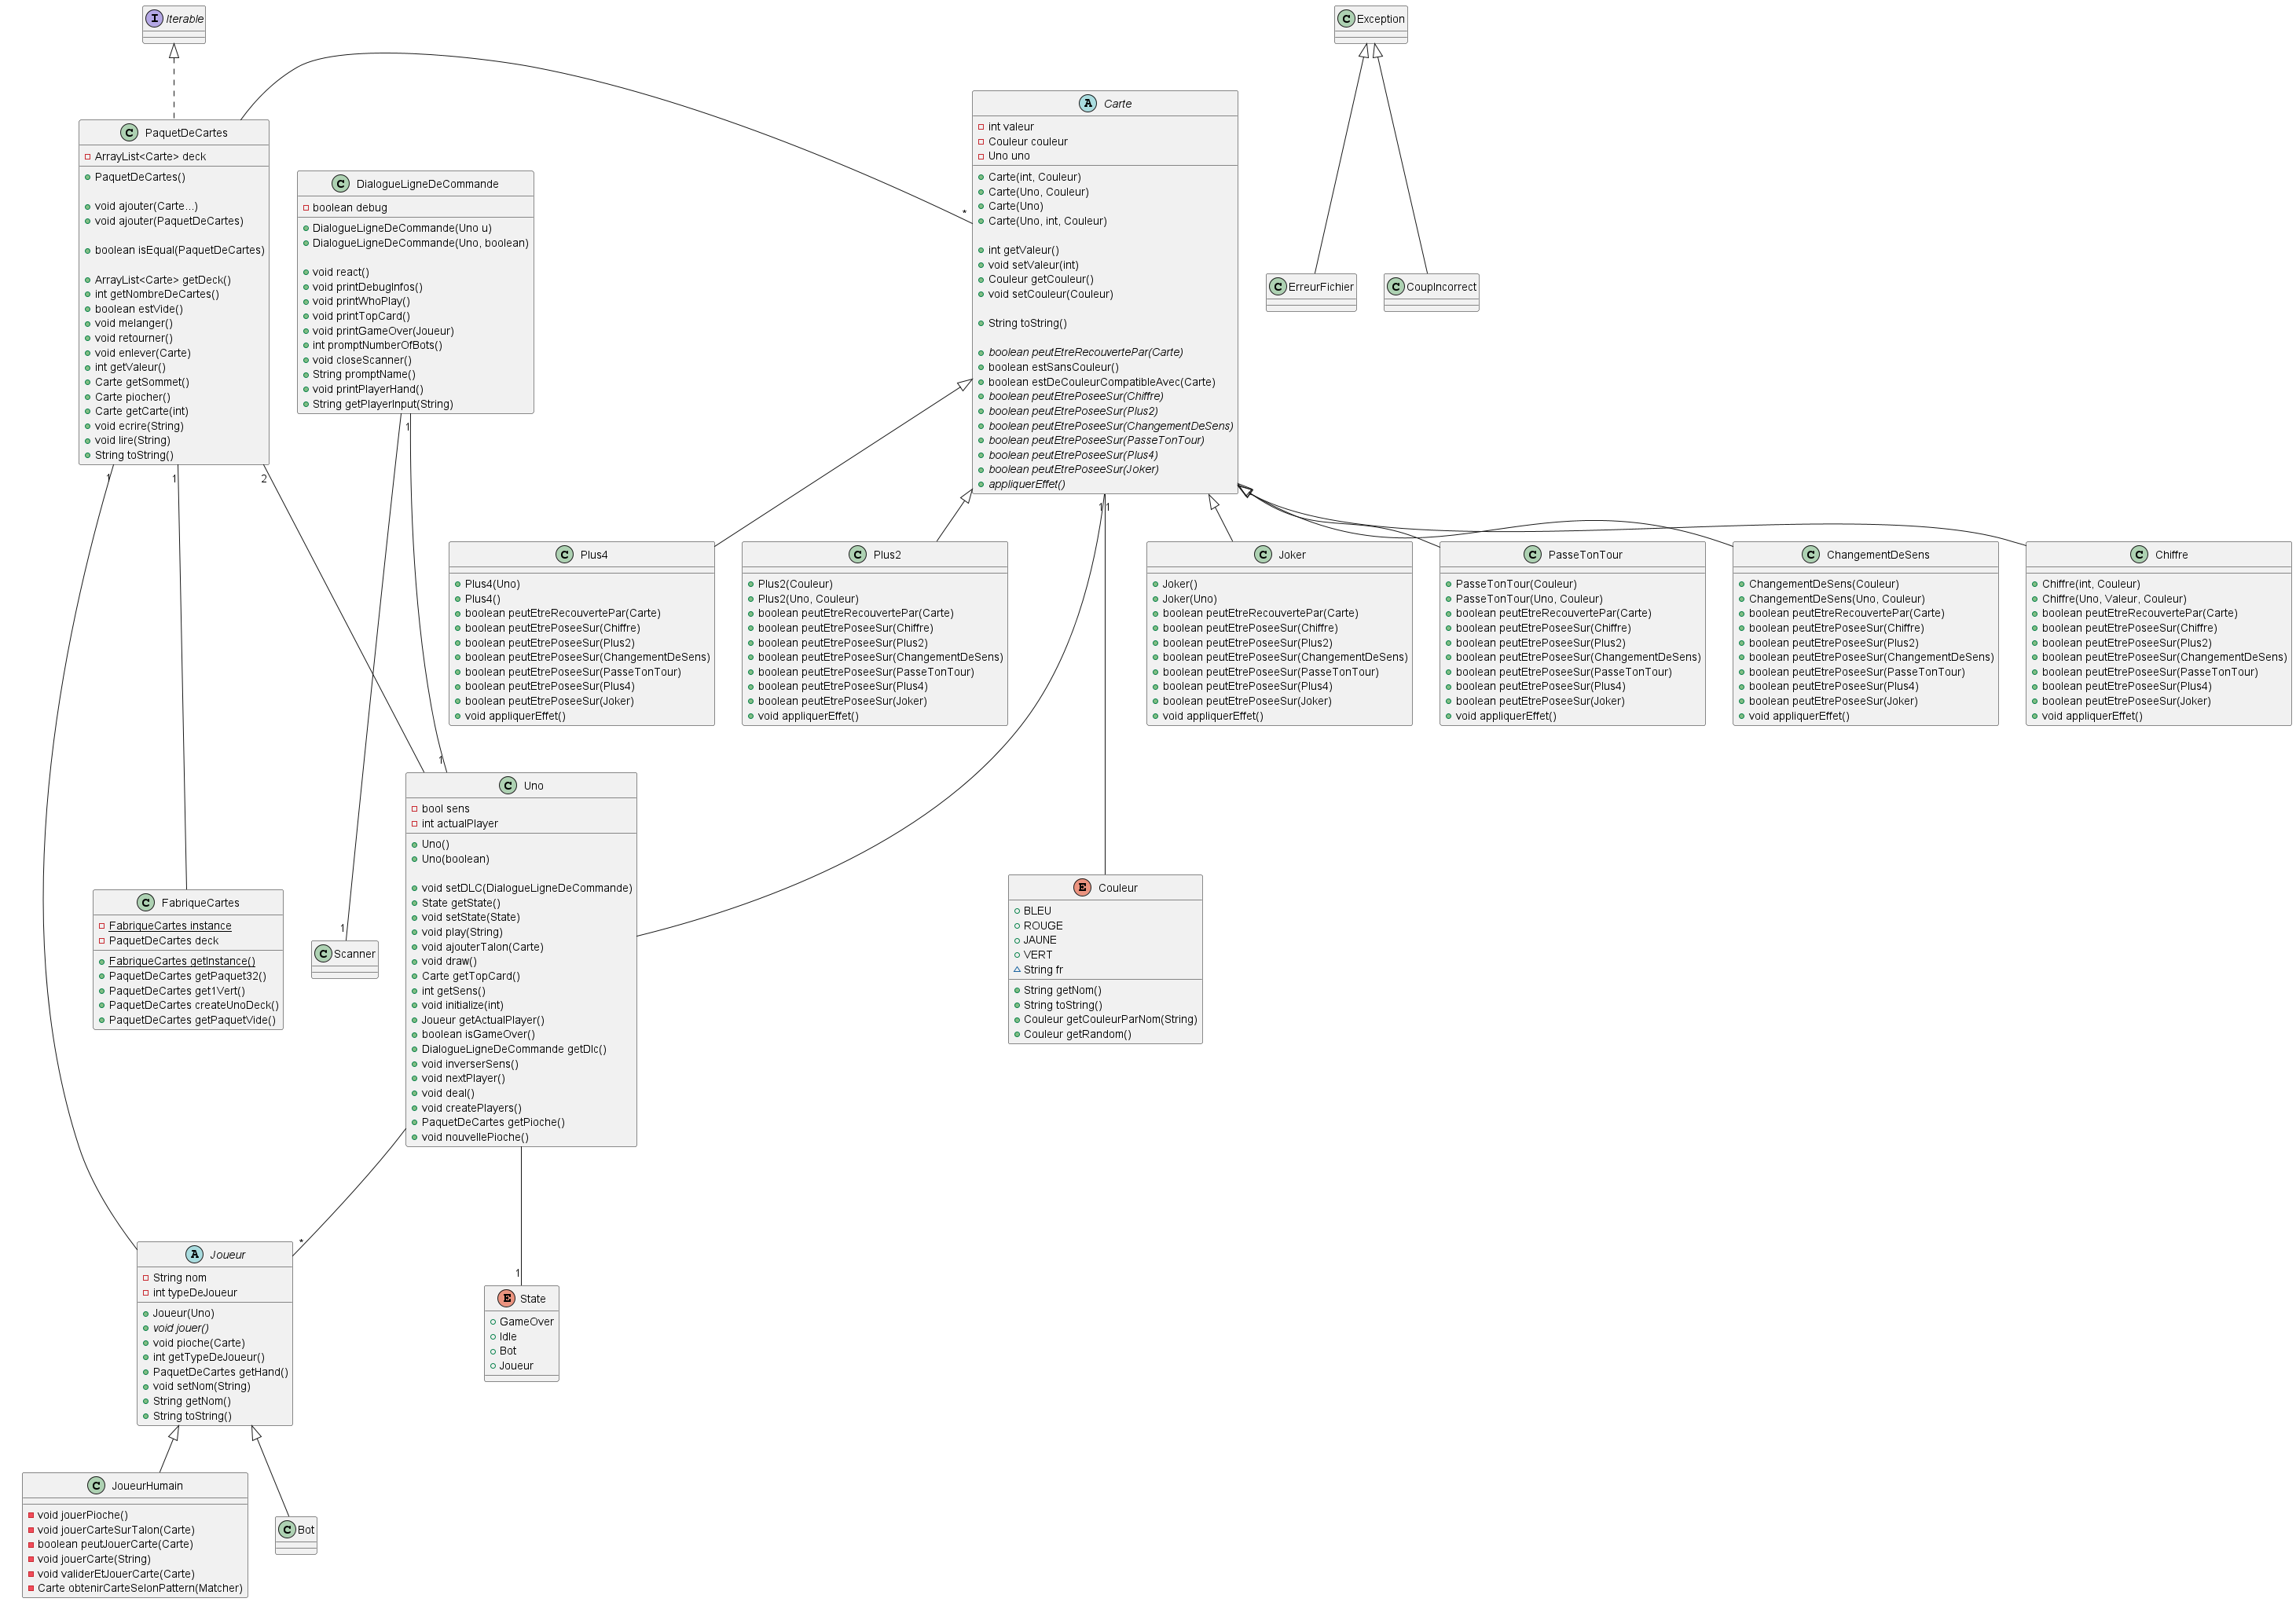 I Iterable
C Exception
C PaquetDeCartes
ArrayList<Carte> deck
PaquetDeCartes()
void ajouter(Carte...)
void ajouter(PaquetDeCartes)
boolean isEqual(PaquetDeCartes)
ArrayList<Carte> getDeck()
int getNombreDeCartes()
boolean estVide()
void melanger()
void retourner()
void enlever(Carte)
int getValeur()
Carte getSommet()
Carte piocher()
Carte getCarte(int)
void ecrire(String)
void lire(String)
String toString()
1
1
2
C DialogueLigneDeCommande
boolean debug
DialogueLigneDeCommande(Uno u)
DialogueLigneDeCommande(Uno, boolean)
void react()
void printDebugInfos()
void printWhoPlay()
void printTopCard()
void printGameOver(Joueur)
int promptNumberOfBots()
void closeScanner()
String promptName()
void printPlayerHand()
String getPlayerInput(String)
1
*
A Carte
int valeur
Couleur couleur
Uno uno
Carte(int, Couleur)
Carte(Uno, Couleur)
Carte(Uno)
Carte(Uno, int, Couleur)
int getValeur()
void setValeur(int)
Couleur getCouleur()
void setCouleur(Couleur)
String toString()
boolean peutEtreRecouvertePar(Carte)
boolean estSansCouleur()
boolean estDeCouleurCompatibleAvec(Carte)
boolean peutEtrePoseeSur(Chiffre)
boolean peutEtrePoseeSur(Plus2)
boolean peutEtrePoseeSur(ChangementDeSens)
boolean peutEtrePoseeSur(PasseTonTour)
boolean peutEtrePoseeSur(Plus4)
boolean peutEtrePoseeSur(Joker)
appliquerEffet()
1
1
C ErreurFichier
C CoupIncorrect
C Plus4
Plus4(Uno)
Plus4()
boolean peutEtreRecouvertePar(Carte)
boolean peutEtrePoseeSur(Chiffre)
boolean peutEtrePoseeSur(Plus2)
boolean peutEtrePoseeSur(ChangementDeSens)
boolean peutEtrePoseeSur(PasseTonTour)
boolean peutEtrePoseeSur(Plus4)
boolean peutEtrePoseeSur(Joker)
void appliquerEffet()
C Plus2
Plus2(Couleur)
Plus2(Uno, Couleur)
boolean peutEtreRecouvertePar(Carte)
boolean peutEtrePoseeSur(Chiffre)
boolean peutEtrePoseeSur(Plus2)
boolean peutEtrePoseeSur(ChangementDeSens)
boolean peutEtrePoseeSur(PasseTonTour)
boolean peutEtrePoseeSur(Plus4)
boolean peutEtrePoseeSur(Joker)
void appliquerEffet()
C Joker
Joker()
Joker(Uno)
boolean peutEtreRecouvertePar(Carte)
boolean peutEtrePoseeSur(Chiffre)
boolean peutEtrePoseeSur(Plus2)
boolean peutEtrePoseeSur(ChangementDeSens)
boolean peutEtrePoseeSur(PasseTonTour)
boolean peutEtrePoseeSur(Plus4)
boolean peutEtrePoseeSur(Joker)
void appliquerEffet()
C PasseTonTour
PasseTonTour(Couleur)
PasseTonTour(Uno, Couleur)
boolean peutEtreRecouvertePar(Carte)
boolean peutEtrePoseeSur(Chiffre)
boolean peutEtrePoseeSur(Plus2)
boolean peutEtrePoseeSur(ChangementDeSens)
boolean peutEtrePoseeSur(PasseTonTour)
boolean peutEtrePoseeSur(Plus4)
boolean peutEtrePoseeSur(Joker)
void appliquerEffet()
C ChangementDeSens
ChangementDeSens(Couleur)
ChangementDeSens(Uno, Couleur)
boolean peutEtreRecouvertePar(Carte)
boolean peutEtrePoseeSur(Chiffre)
boolean peutEtrePoseeSur(Plus2)
boolean peutEtrePoseeSur(ChangementDeSens)
boolean peutEtrePoseeSur(PasseTonTour)
boolean peutEtrePoseeSur(Plus4)
boolean peutEtrePoseeSur(Joker)
void appliquerEffet()
C Chiffre
Chiffre(int, Couleur)
Chiffre(Uno, Valeur, Couleur)
boolean peutEtreRecouvertePar(Carte)
boolean peutEtrePoseeSur(Chiffre)
boolean peutEtrePoseeSur(Plus2)
boolean peutEtrePoseeSur(ChangementDeSens)
boolean peutEtrePoseeSur(PasseTonTour)
boolean peutEtrePoseeSur(Plus4)
boolean peutEtrePoseeSur(Joker)
void appliquerEffet()
1
C Uno
bool sens
int actualPlayer
Uno()
Uno(boolean)
void setDLC(DialogueLigneDeCommande)
State getState()
void setState(State)
void play(String)
void ajouterTalon(Carte)
void draw()
Carte getTopCard()
int getSens()
void initialize(int)
Joueur getActualPlayer()
boolean isGameOver()
DialogueLigneDeCommande getDlc()
void inverserSens()
void nextPlayer()
void deal()
void createPlayers()
PaquetDeCartes getPioche()
void nouvellePioche()
C FabriqueCartes
FabriqueCartes instance
PaquetDeCartes deck
FabriqueCartes getInstance()
PaquetDeCartes getPaquet32()
PaquetDeCartes get1Vert()
PaquetDeCartes createUnoDeck()
PaquetDeCartes getPaquetVide()
1
C Scanner
E Couleur
BLEU
ROUGE
JAUNE
VERT
String fr
String getNom()
String toString()
Couleur getCouleurParNom(String)
Couleur getRandom()
*
A Joueur
String nom
int typeDeJoueur
Joueur(Uno)
void jouer()
void pioche(Carte)
int getTypeDeJoueur()
PaquetDeCartes getHand()
void setNom(String)
String getNom()
String toString()
1
E State
GameOver
Idle
Bot
Joueur
C JoueurHumain
void jouerPioche()
void jouerCarteSurTalon(Carte)
boolean peutJouerCarte(Carte)
void jouerCarte(String)
void validerEtJouerCarte(Carte)
Carte obtenirCarteSelonPattern(Matcher)
C Bot